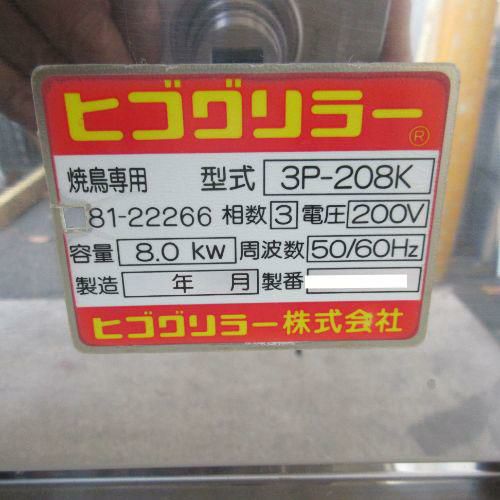 ヒゴグリラー®
焼鳥専用 型式 3P-208K
81-22266 相数 3 電圧 200V
容量 8.0 kw 周波数 50/60Hz
製造 年 月 製番
ヒゴグリラー株式会社